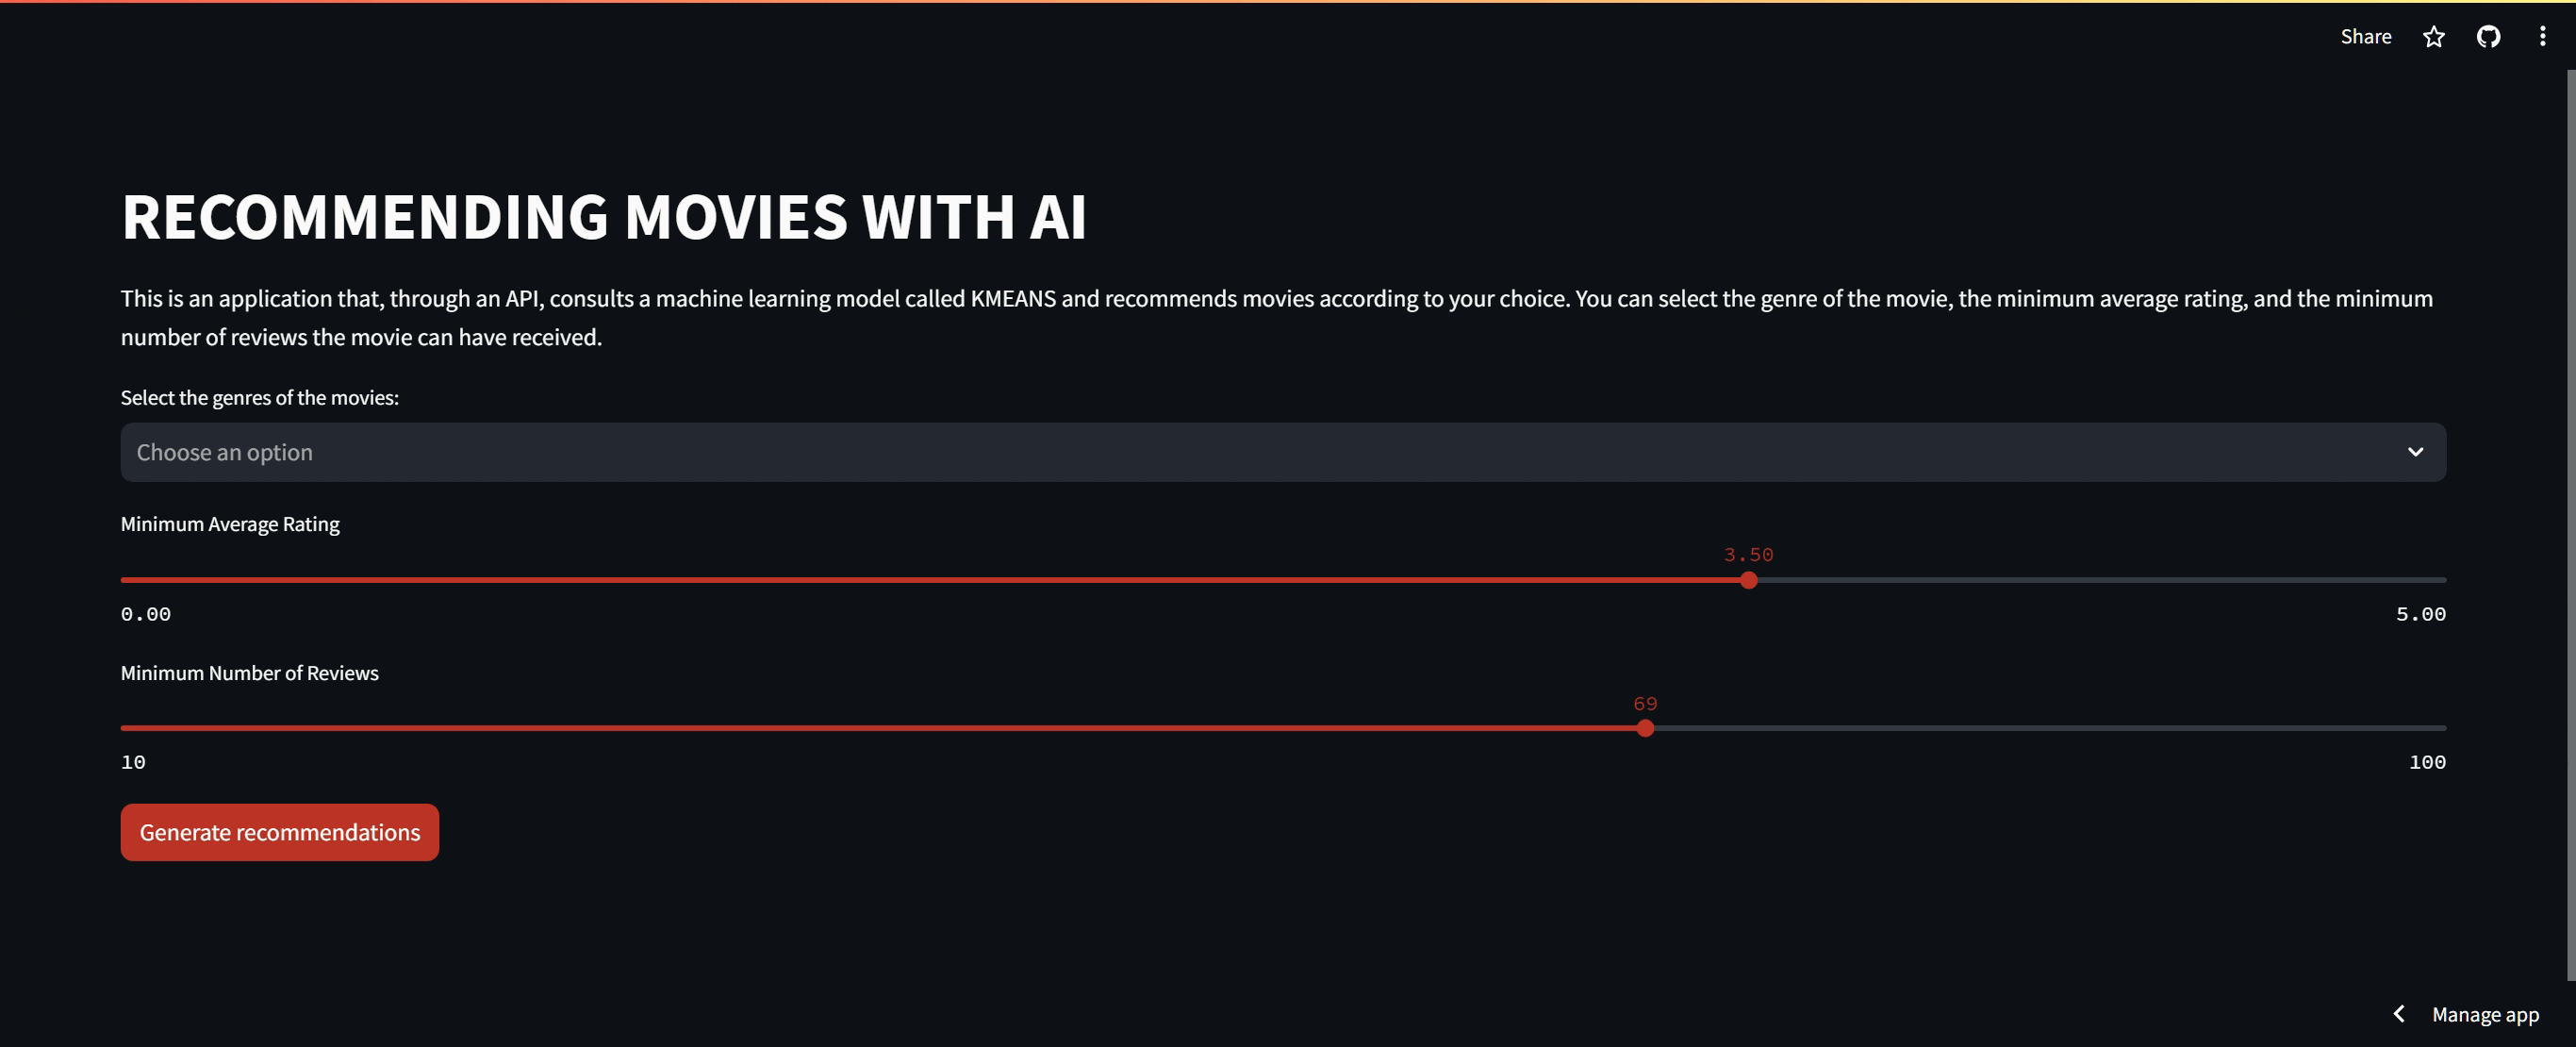 Share
RECOMMENDING MOVIES WITH AI
This is an application that, through an API, consults a machine learning model called KMEANS and recommends movies according to your choice. You can select the genre of the movie, the minimum average rating, and the minimum
number of reviews the movie can have received.
Select the genres of the movies:
Choose an option
Minimum Average Rating
3.50
0.00 5.00
Minimum Number of Reviews
69
10 100
Generate recommendations
Manage app